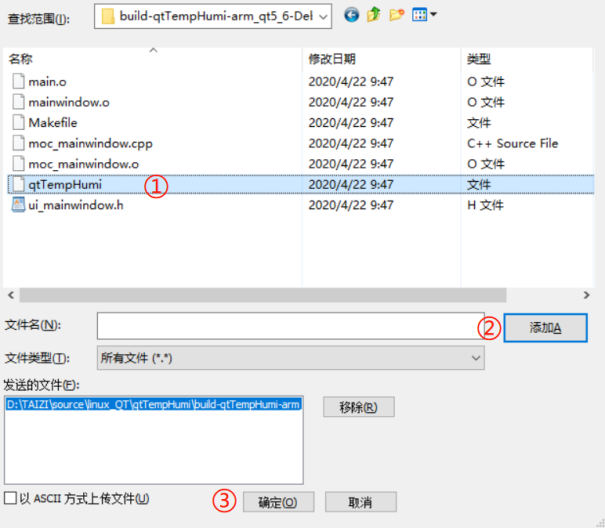 查找范围(I): build-qtTempHumi-arm_qt5_6-Del
名称 修改日期 类型
main.o 2020/4/22 9:47 O 文件
mainwindow.o 2020/4/22 9:47 O 文件
Makefile 2020/4/22 9:47 文件
moc_mainwindow.cpp 2020/4/22 9:47 C++ Source File
moc_mainwindow.o 2020/4/22 9:47 O 文件
qtTempHumi ① 2020/4/22 9:47 文件
ui_mainwindow.h 2020/4/22 9:47 H 文件
文件名(N): ② 添加A
文件类型(T): 所有文件 (*.*)
发送的文件(F):
D:\TAIZI\source\linux_QT\qtTempHumi\build-qtTempHumi-arm 移除(R)
以 ASCII 方式上传文件(U) ③ 确定(O) 取消